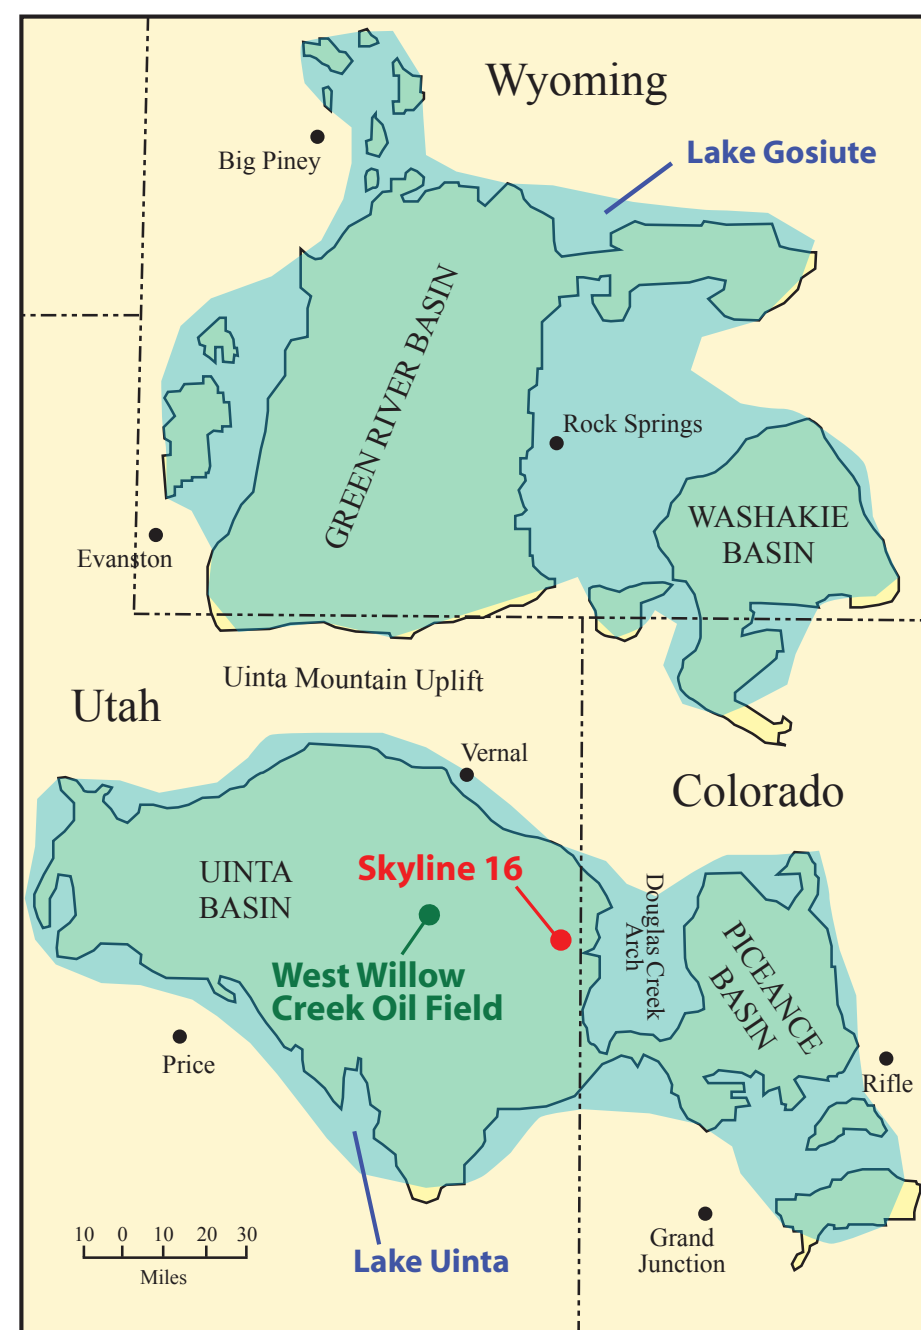 Wyoming
Lake Gosiute
Big Piney
GREEN RIVER BASIN
Rock Springs
WASHAKIE
BASIN
Evanston
Uinta Mountain Uplift
Utah
Vernal
Colorado
Skyline 16
UINTA
BASIN
Douglas Creek
Arch
PICEANCE
BASIN
West Willow
Creek Oil Field
Price
Rifle
Grand
Junction
10 0 10 20 30
Miles
Lake Uinta